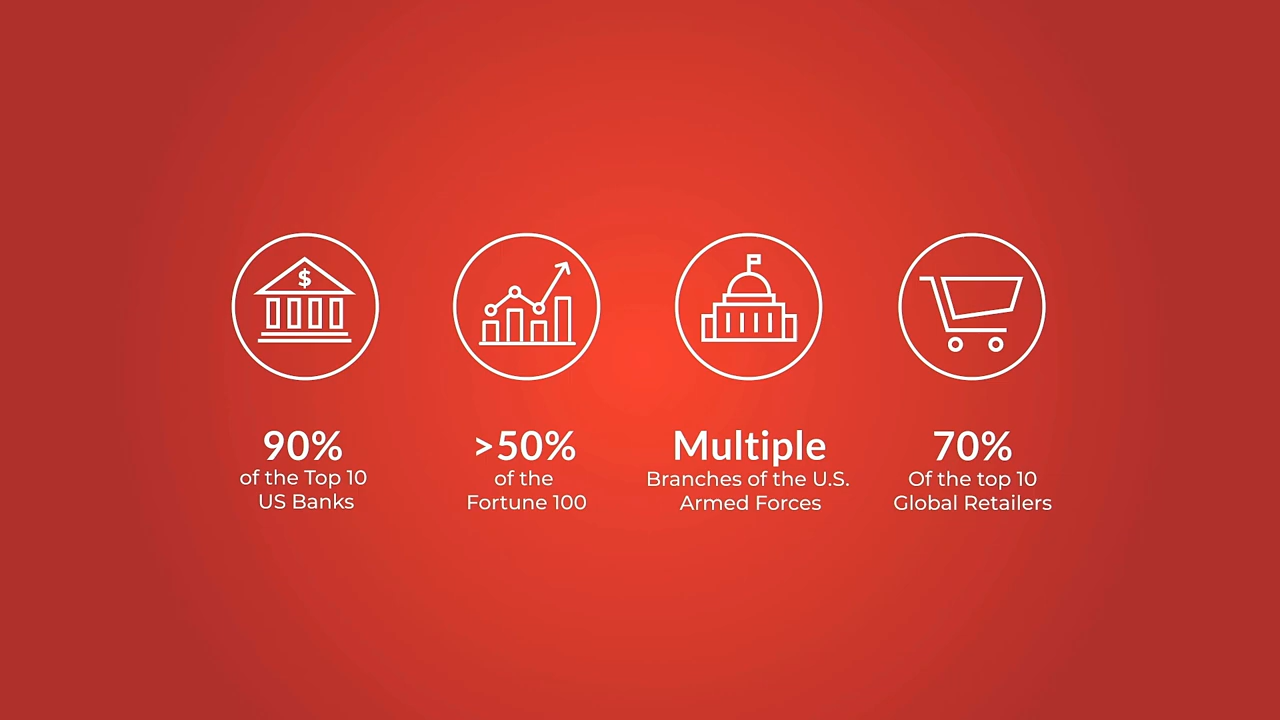 $
90%
of the Top 10
US Banks
>50%
of the
Fortune 100
Multiple
Branches of the U.S.
Armed Forces
70%
Of the top 10
Global Retailers